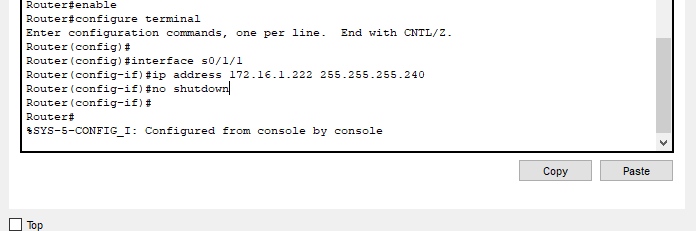 Router#enable
Router#configure terminal
Enter configuration commands, one per line.  End with CNTL/Z.
Router(config)#
Router(config)#interface s0/1/1
Router(config-if)#ip address 172.16.1.222 255.255.255.240
Router(config-if)#no shutdown
Router(config-if)#
Router#
%SYS-5-CONFIG_I: Configured from console by console
Copy Paste
Top